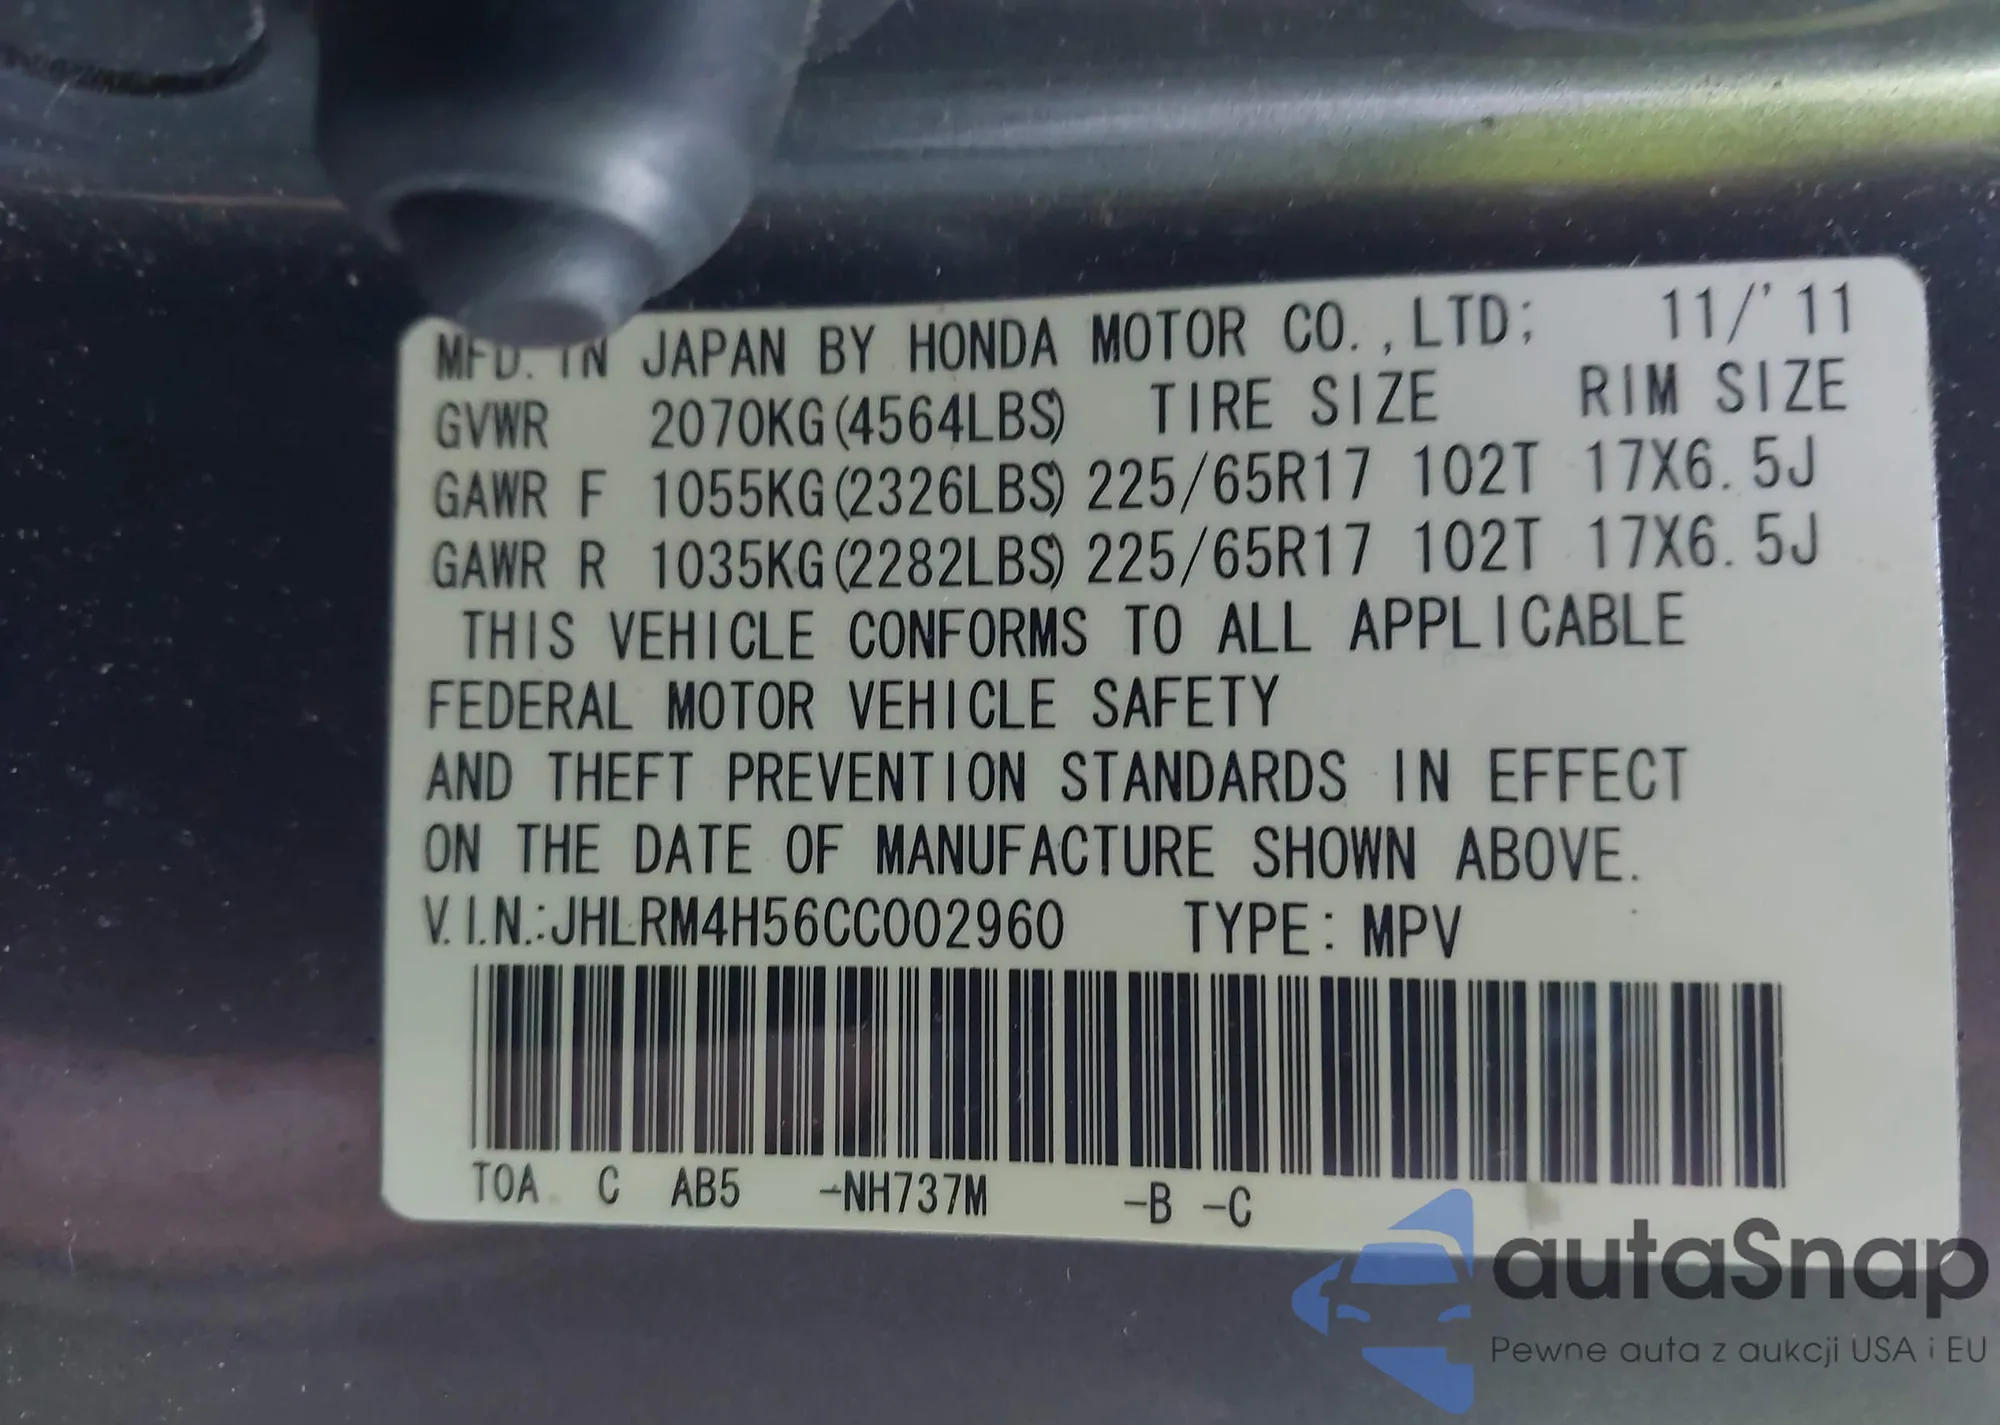 MFD. IN JAPAN BY HONDA MOTOR CO.,LTD; 11/'11
GVWR 2070KG(4564LBS) TIRE SIZE RIM SIZE
GAWR F 1055KG(2326LBS) 225/65R17 102T 17X6.5J
GAWR R 1035KG(2282LBS) 225/65R17 102T 17X6.5J
THIS VEHICLE CONFORMS TO ALL APPLICABLE
FEDERAL MOTOR VEHICLE SAFETY
AND THEFT PREVENTION STANDARDS IN EFFECT
ON THE DATE OF MANUFACTURE SHOWN ABOVE.
V.I.N.:JHLRM4H56CC002960 TYPE: MPV
TOA C AB5 -NH737M -B -C
autaSnap
Pewne auta z aukcji USA i EU